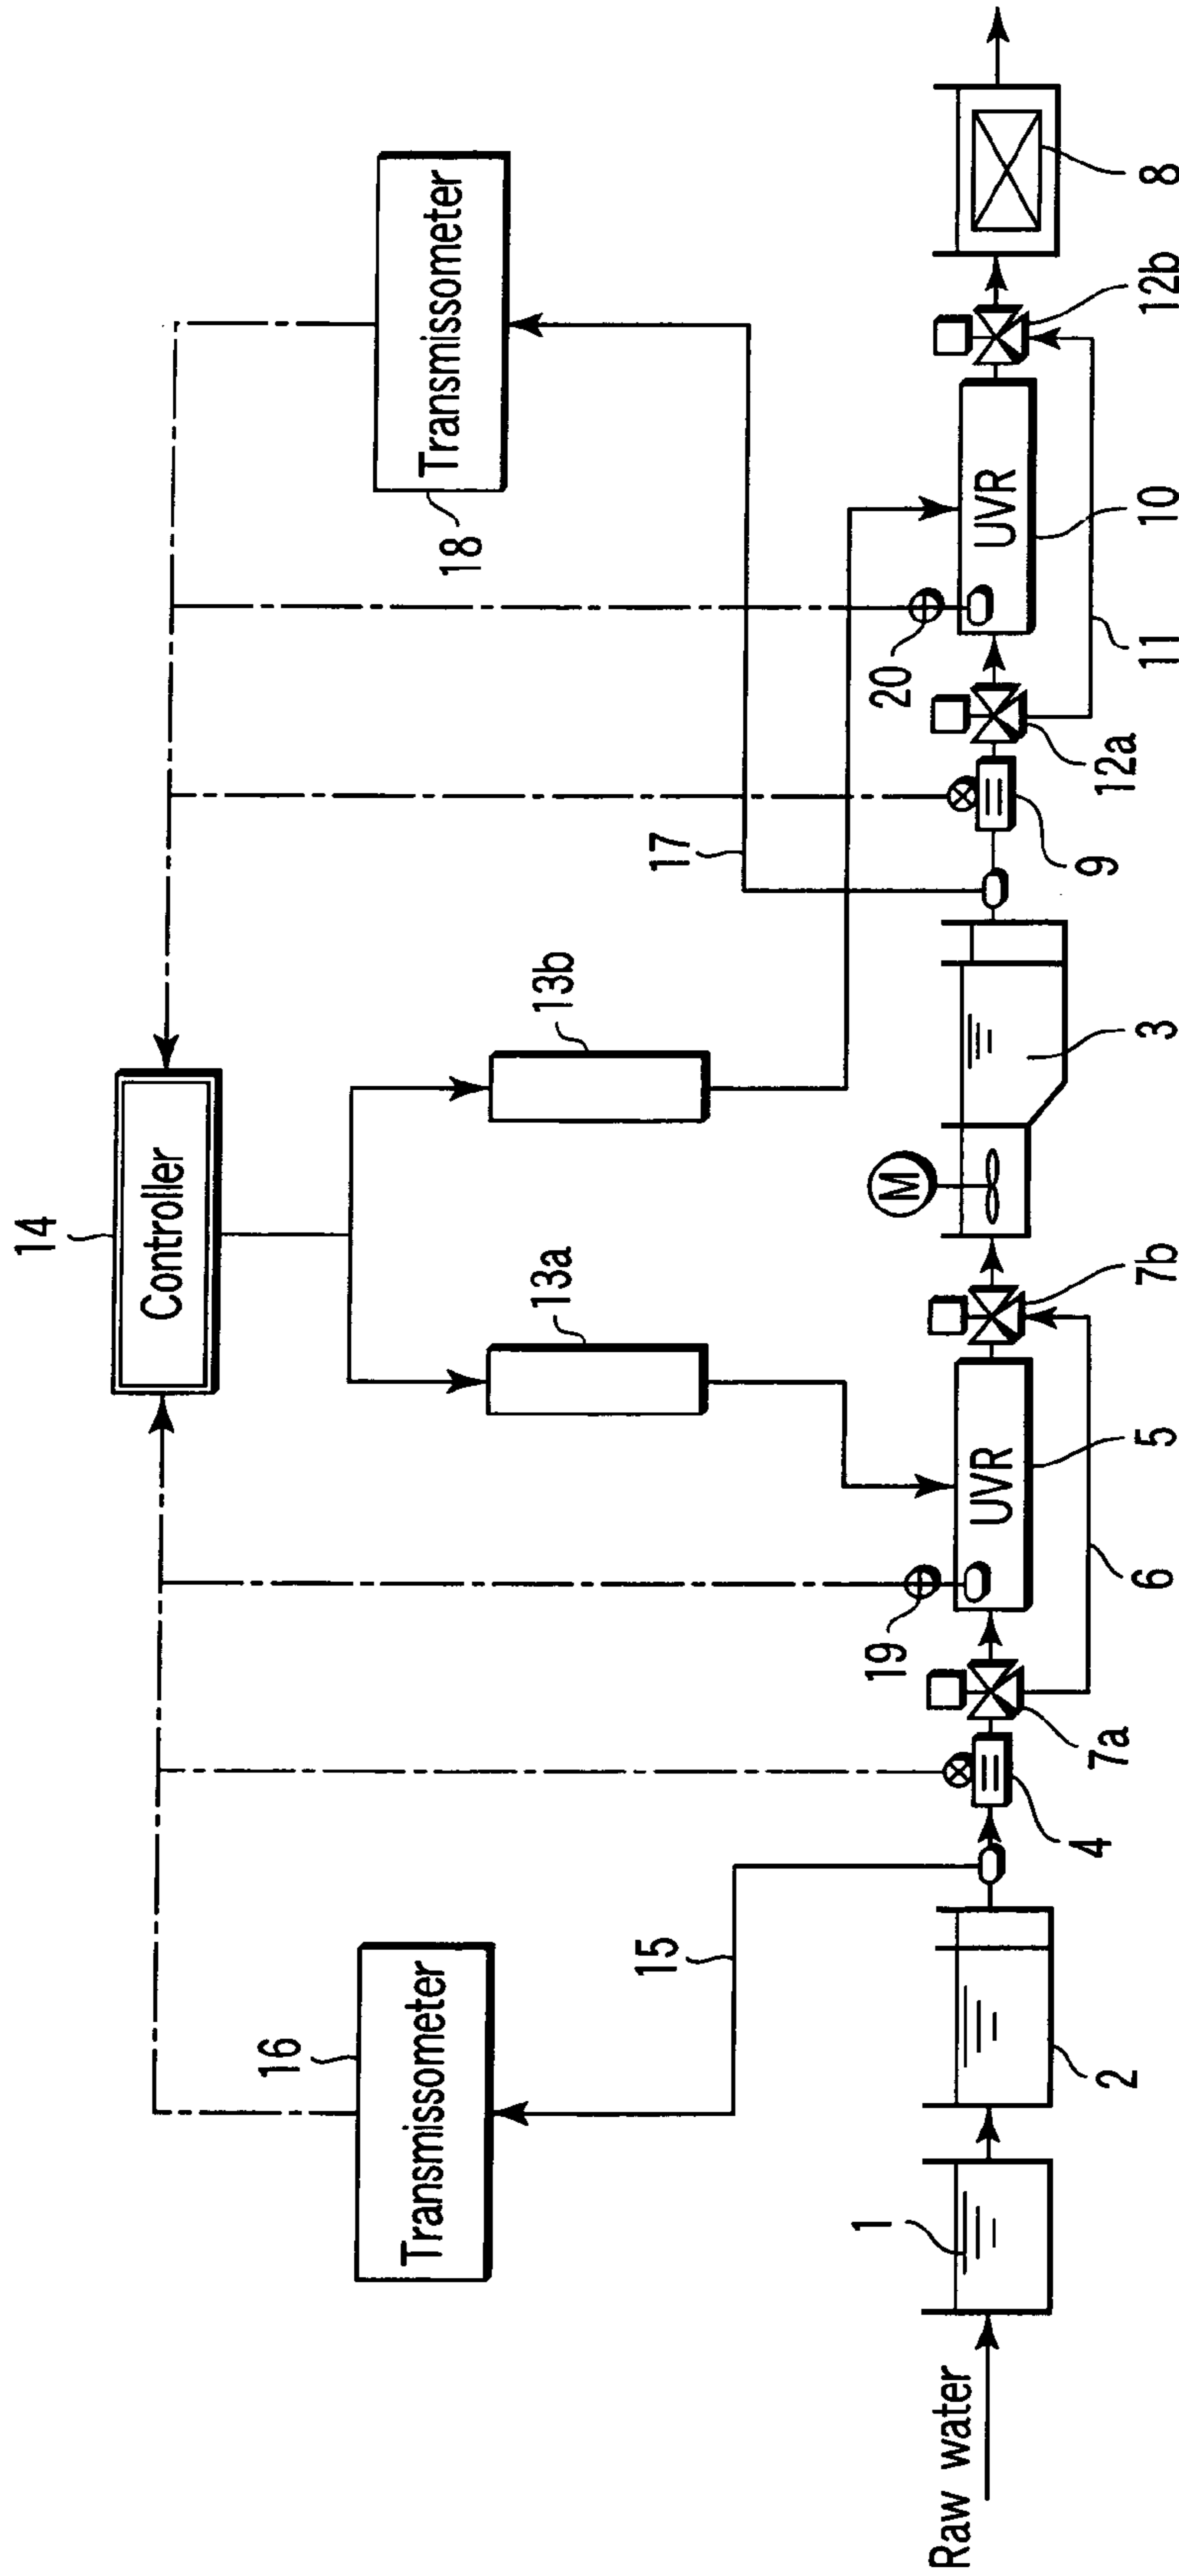 14
Controller
16
Transmissometer
Transmissometer
18
13a
13b
15
17
19
20
M
UVR
UVR
Raw water
1
2
4
7a
6
5
7b
3
9
12a
11
10
12b
8